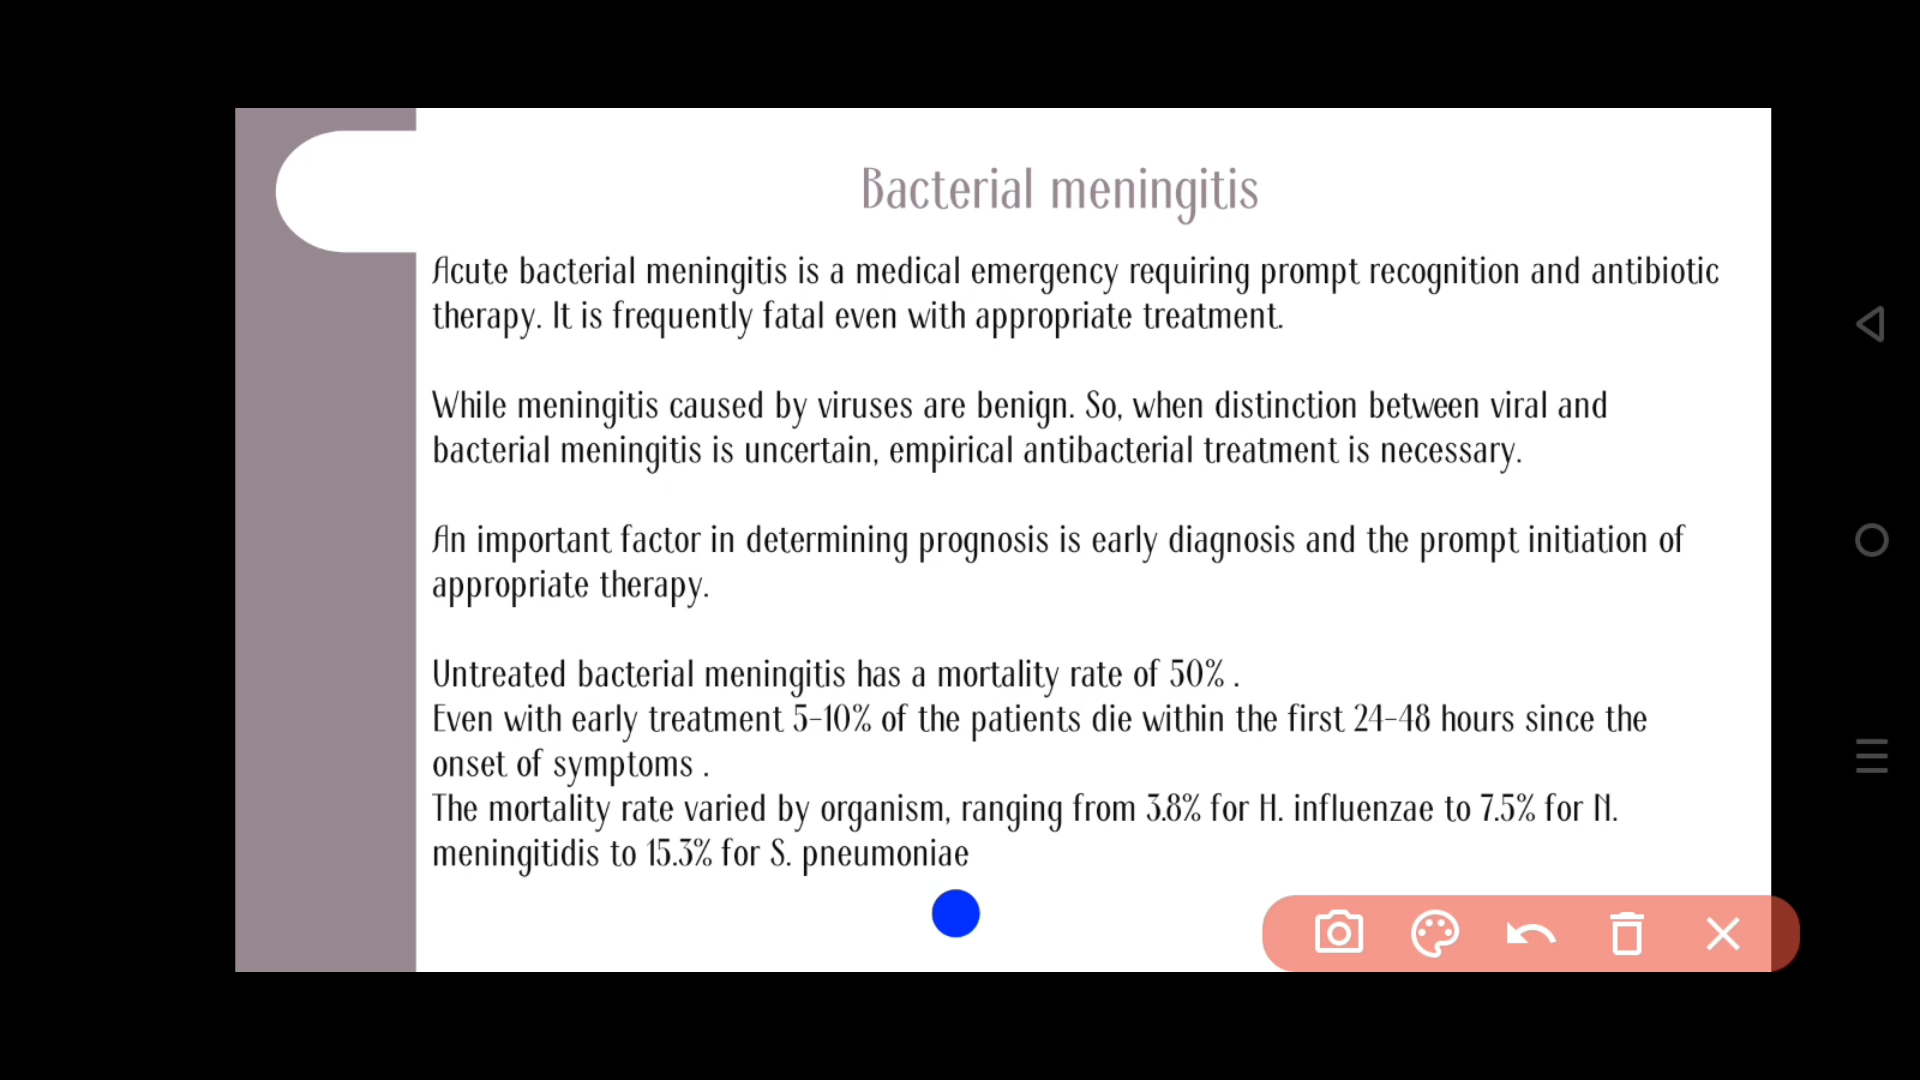 Bacterial meningitis
Acute bacterial meningitis is a medical emergency requiring prompt recognition and antibiotic
therapy. It is frequently fatal even with appropriate treatment.
While meningitis caused by viruses are benign. So, when distinction between viral and
bacterial meningitis is uncertain, empirical antibacterial treatment is necessary.
An important factor in determining prognosis is early diagnosis and the prompt initiation of
appropriate therapy.
Untreated bacterial meningitis has a mortality rate of 50% .
Even with early treatment 5-10% of the patients die within the first 24-48 hours since the
onset of symptoms .
The mortality rate varied by organism, ranging from 3.8% for H. influenzae to 7.5% for N.
meningitidis to 15.3% for S. pneumoniae